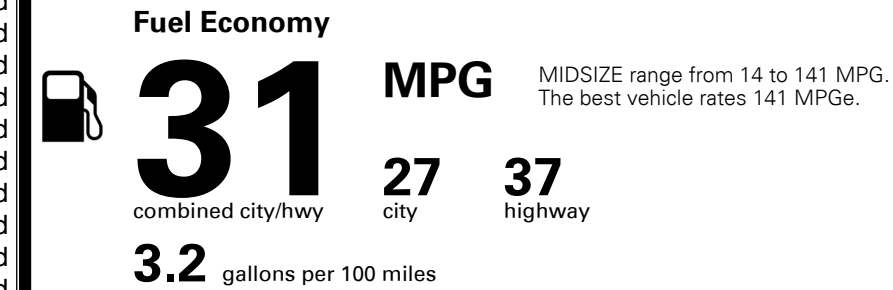 Fuel Economy
31 MPG
MIDSIZE range from 14 to 141 MPG.
The best vehicle rates 141 MPGe.
27 37
combined city/hwy city highway
3.2 gallons per 100 miles
d
d
d
d
d
d
d
d
d
d